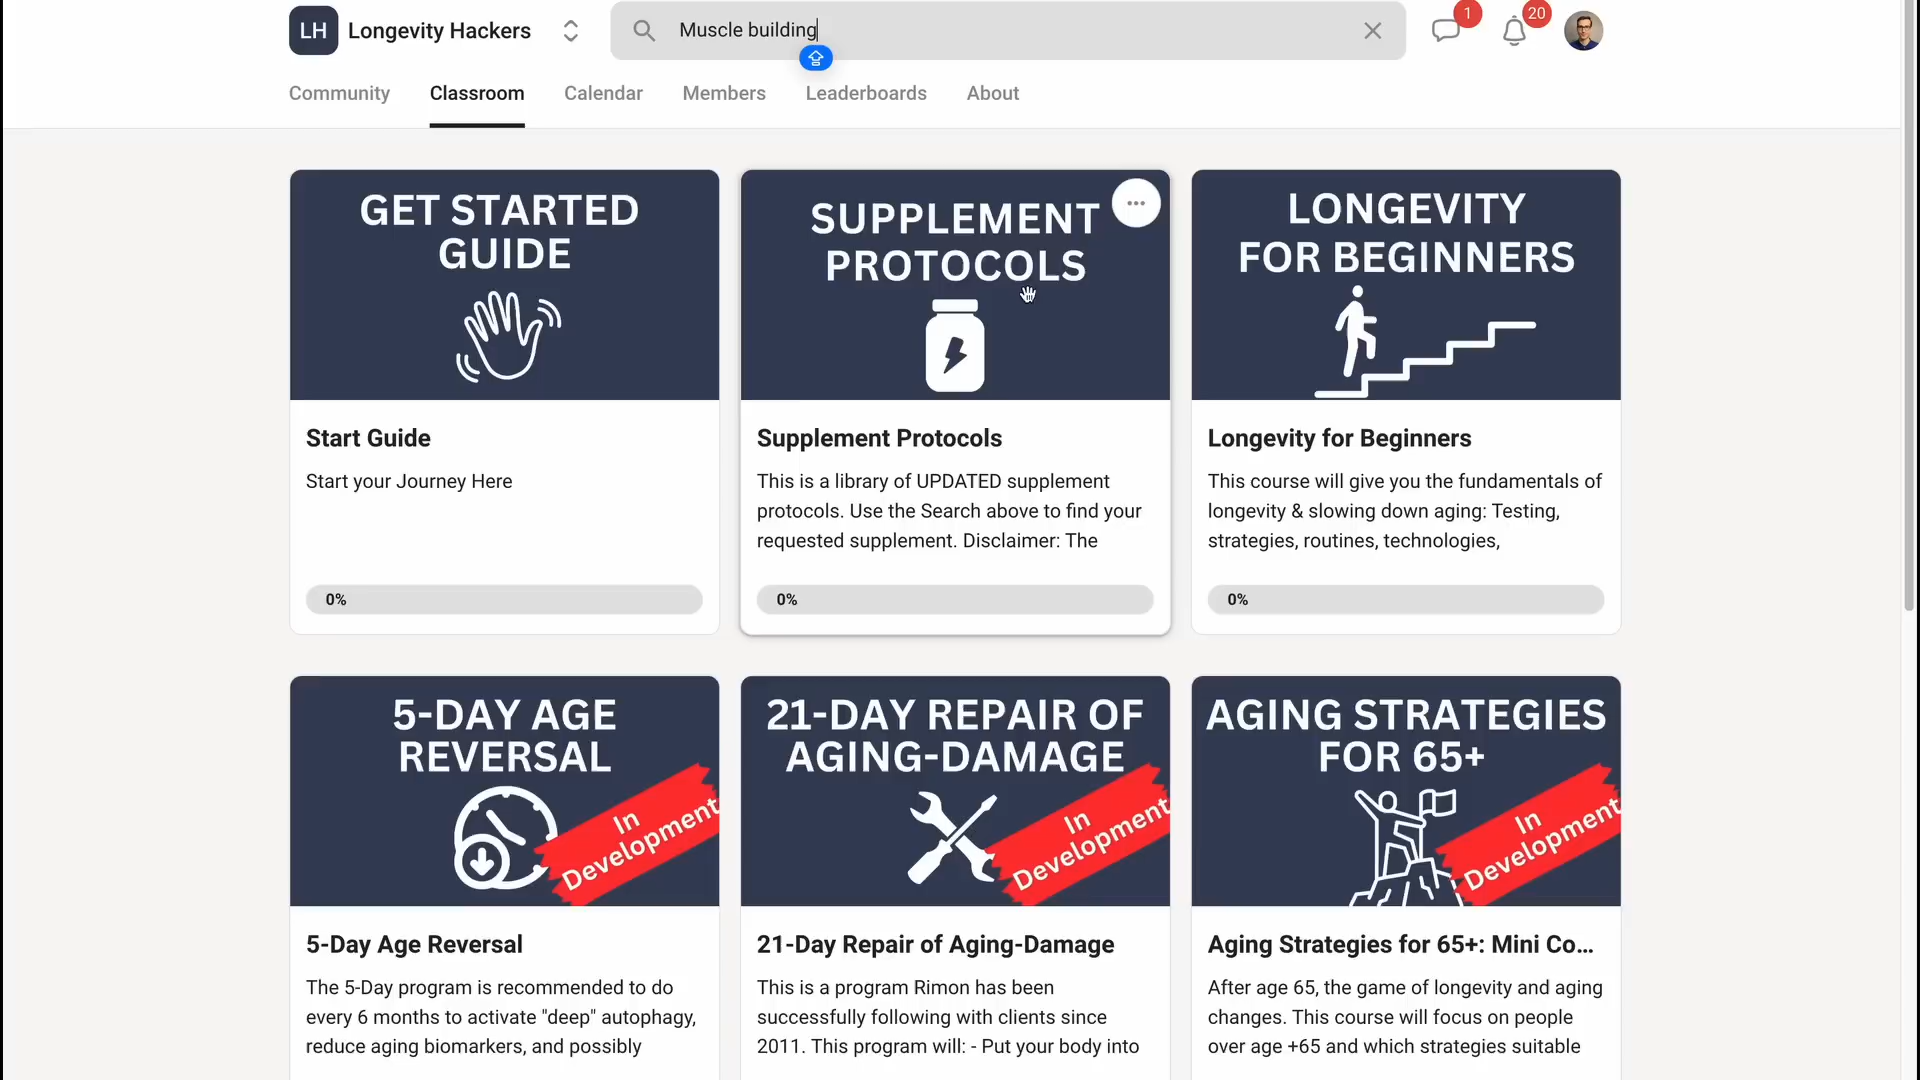 LH Longevity Hackers
Muscle building
1
20
Community Classroom Calendar Members Leaderboards About
GET STARTED
GUIDE
SUPPLEMENT
PROTOCOLS
LONGEVITY
FOR BEGINNERS
Start Guide
Start your Journey Here
0%
Supplement Protocols
This is a library of UPDATED supplement
protocols. Use the Search above to find your
requested supplement. Disclaimer: The
0%
Longevity for Beginners
This course will give you the fundamentals of
longevity & slowing down aging: Testing,
strategies, routines, technologies,
0%
5-DAY AGE
REVERSAL
In
Development
21-DAY REPAIR OF
AGING-DAMAGE
In
Development
AGING STRATEGIES
FOR 65+
In
Development
5-Day Age Reversal
The 5-Day program is recommended to do
every 6 months to activate "deep" autophagy,
reduce aging biomarkers, and possibly
21-Day Repair of Aging-Damage
This is a program Rimon has been
successfully following with clients since
2011. This program will: - Put your body into
Aging Strategies for 65+: Mini Co...
After age 65, the game of longevity and aging
changes. This course will focus on people
over age +65 and which strategies suitable